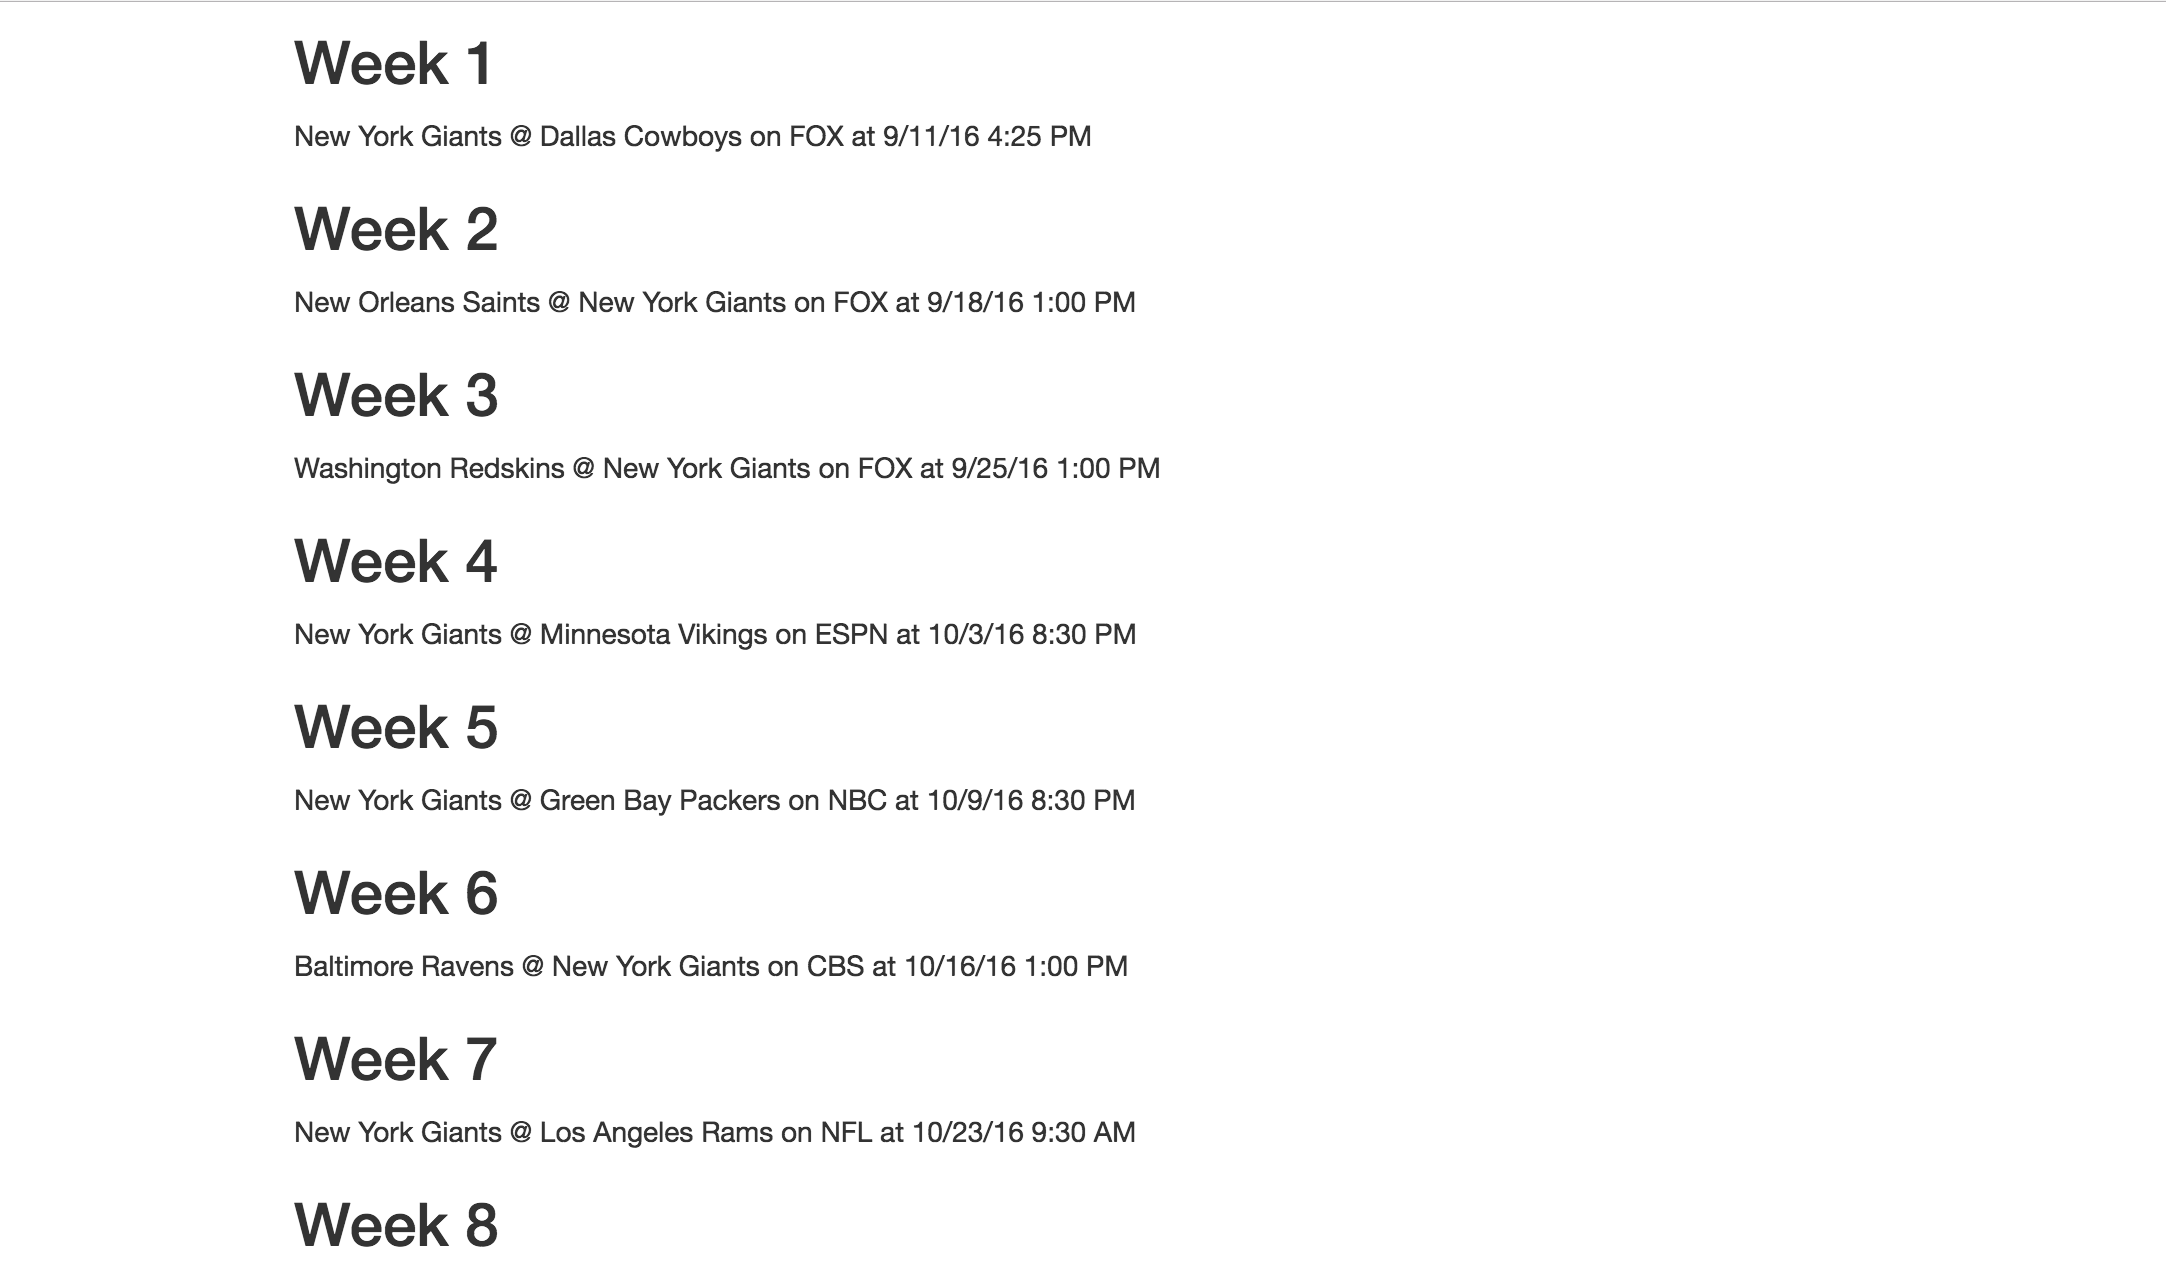 Week 1
New York Giants @ Dallas Cowboys on FOX at 9/11/16 4:25 PM
Week 2
New Orleans Saints @ New York Giants on FOX at 9/18/16 1:00 PM
Week 3
Washington Redskins @ New York Giants on FOX at 9/25/16 1:00 PM
Week 4
New York Giants @ Minnesota Vikings on ESPN at 10/3/16 8:30 PM
Week 5
New York Giants @ Green Bay Packers on NBC at 10/9/16 8:30 PM
Week 6
Baltimore Ravens @ New York Giants on CBS at 10/16/16 1:00 PM
Week 7
New York Giants @ Los Angeles Rams on NFL at 10/23/16 9:30 AM
Week 8